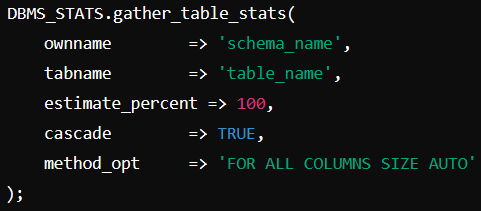 DBMS_STATS.gather_table_stats(
    ownname          => 'schema_name',
    tabname          => 'table_name',
    estimate_percent => 100,
    cascade          => TRUE,
    method_opt       => 'FOR ALL COLUMNS SIZE AUTO'
);